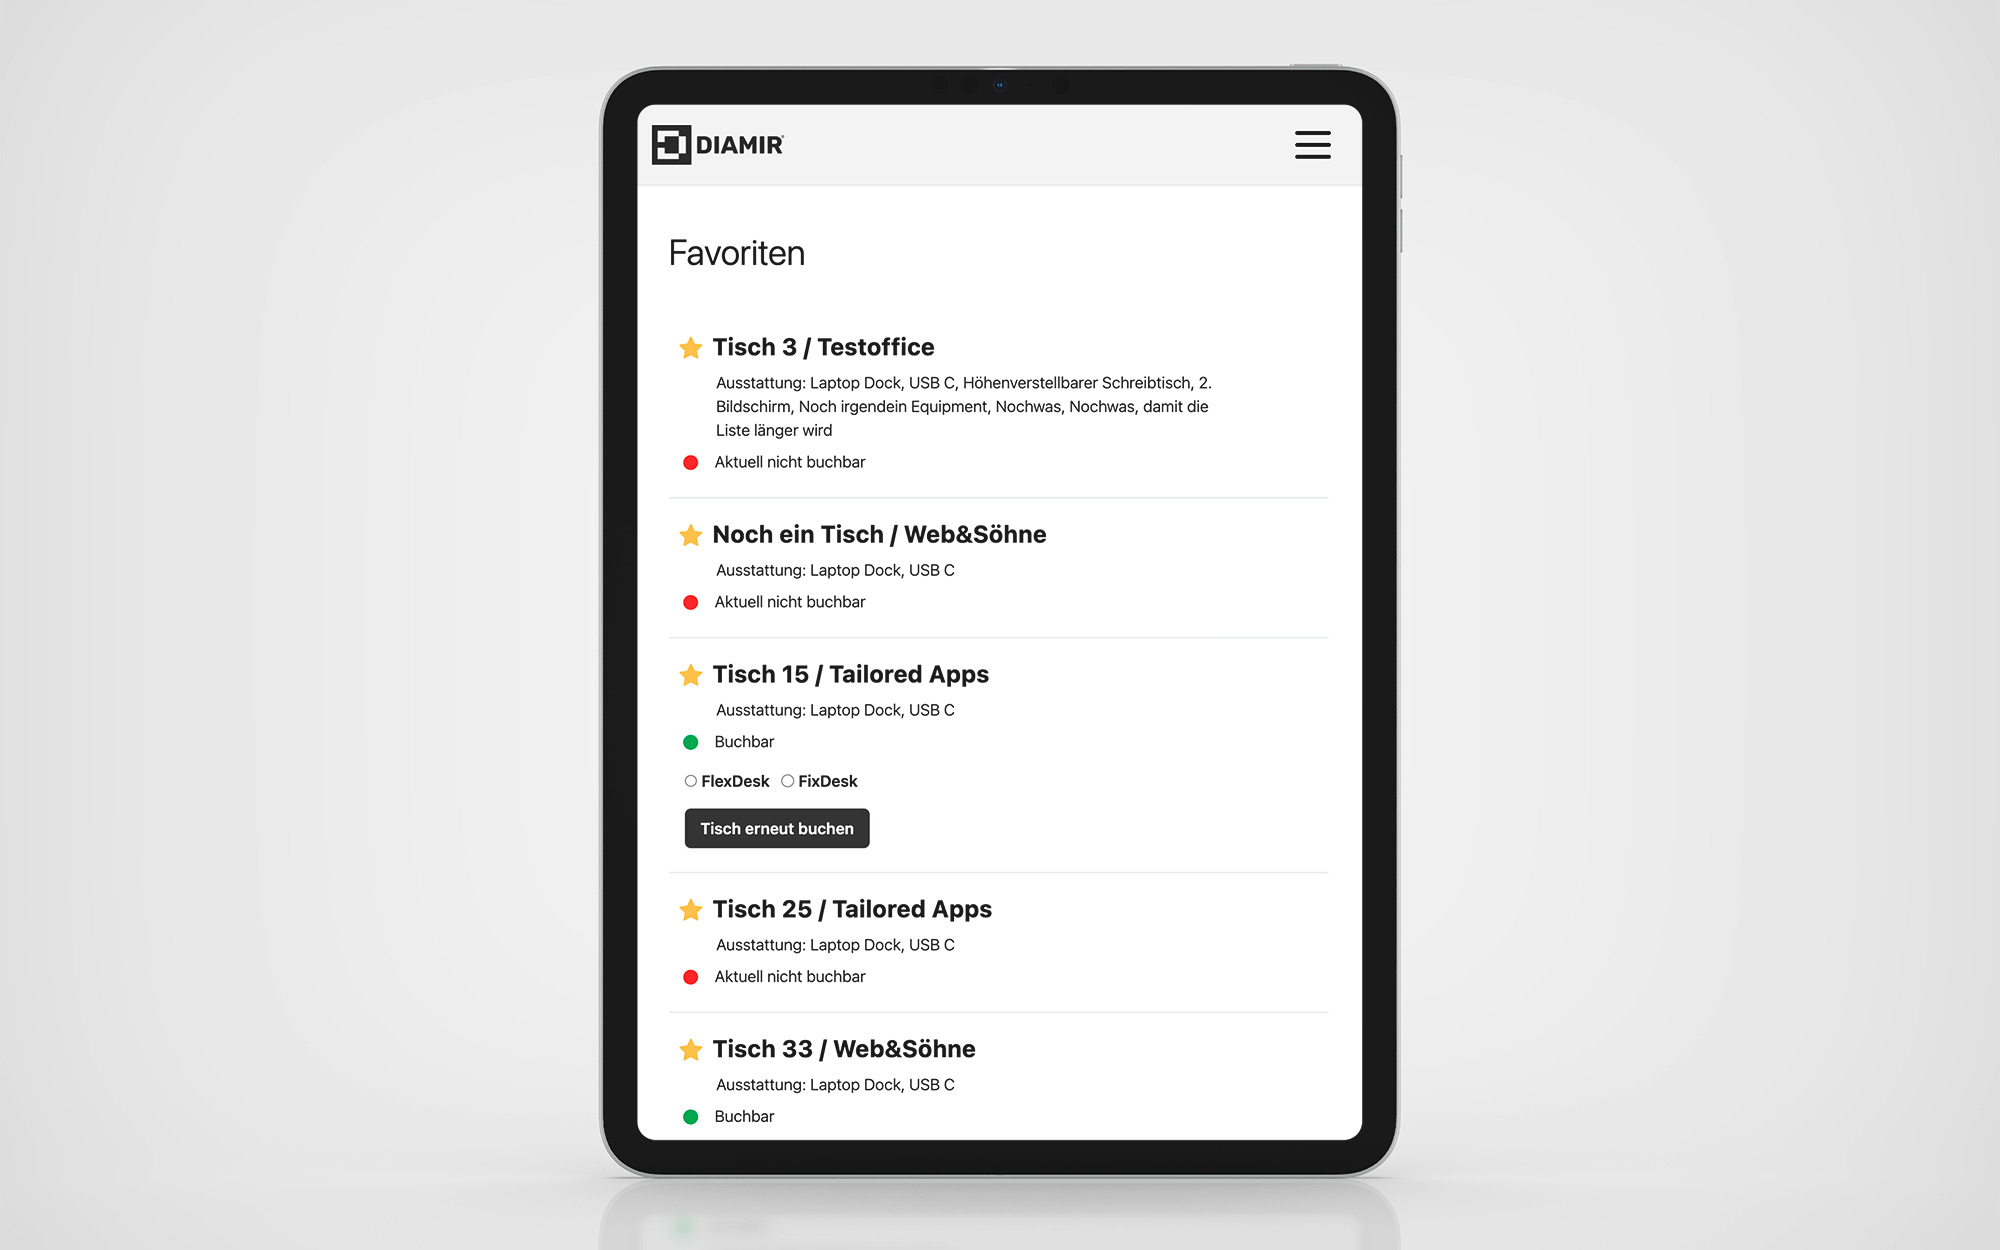 DIAMIR
Favoriten
Tisch 3 / Testoffice
Ausstattung: Laptop Dock, USB C, Höhenverstellbarer Schreibtisch, 2.
Bildschirm, Noch irgendein Equipment, Nochwas, Nochwas, damit die
Liste länger wird
Aktuell nicht buchbar
Noch ein Tisch / Web&Söhne
Ausstattung: Laptop Dock, USB C
Aktuell nicht buchbar
Tisch 15 / Tailored Apps
Ausstattung: Laptop Dock, USB C
Buchbar
FlexDesk FixDesk
Tisch erneut buchen
Tisch 25 / Tailored Apps
Ausstattung: Laptop Dock, USB C
Aktuell nicht buchbar
Tisch 33 / Web&Söhne
Ausstattung: Laptop Dock, USB C
Buchbar